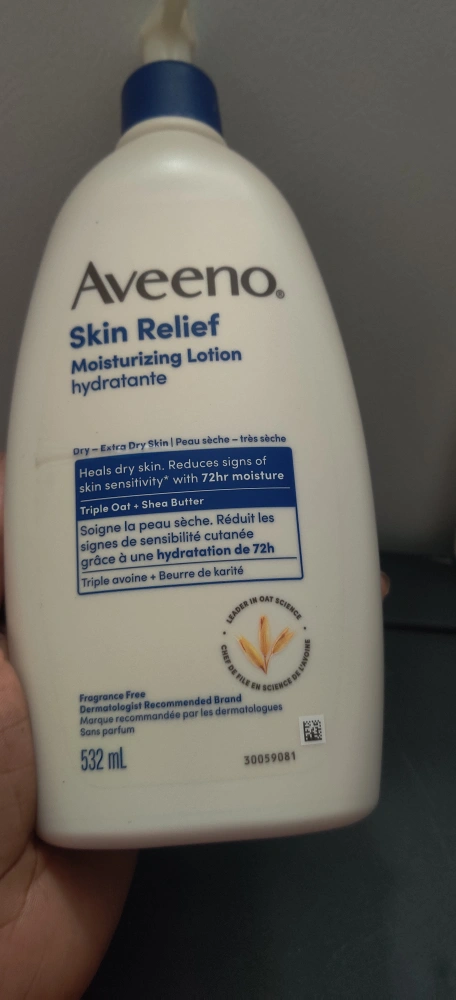 Aveeno®
Skin Relief
Moisturizing Lotion
hydratante
Dry – Extra Dry Skin | Peau sèche – très sèche
Heals dry skin. Reduces signs of
skin sensitivity* with 72hr moisture
Triple Oat + Shea Butter
Soigne la peau sèche. Réduit les
signes de sensibilité cutanée
grâce à une hydratation de 72h
Triple avoine + Beurre de karité
LEADER IN OAT SCIENCE
CHEF DE FILE EN SCIENCE DE L'AVOINE
Fragrance Free
Dermatologist Recommended Brand
Marque recommandée par les dermatologues
Sans parfum
532 mL
30059081